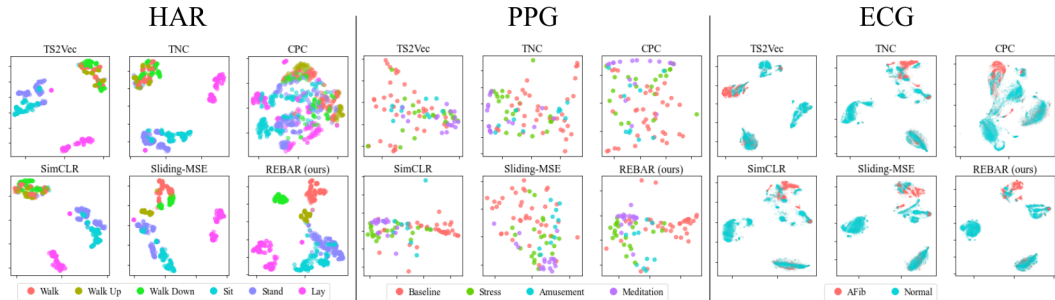 HAR
PPG
ECG
TS2Vec TNC CPC
TS2Vec TNC CPC
TS2Vec TNC CPC
SimCLR Sliding-MSE REBAR (ours)
SimCLR Sliding-MSE REBAR (ours)
SimCLR Sliding-MSE REBAR (ours)
Walk Walk Up Walk Down Sit Stand Lay
Baseline Stress Amusement Meditation
AFib Normal